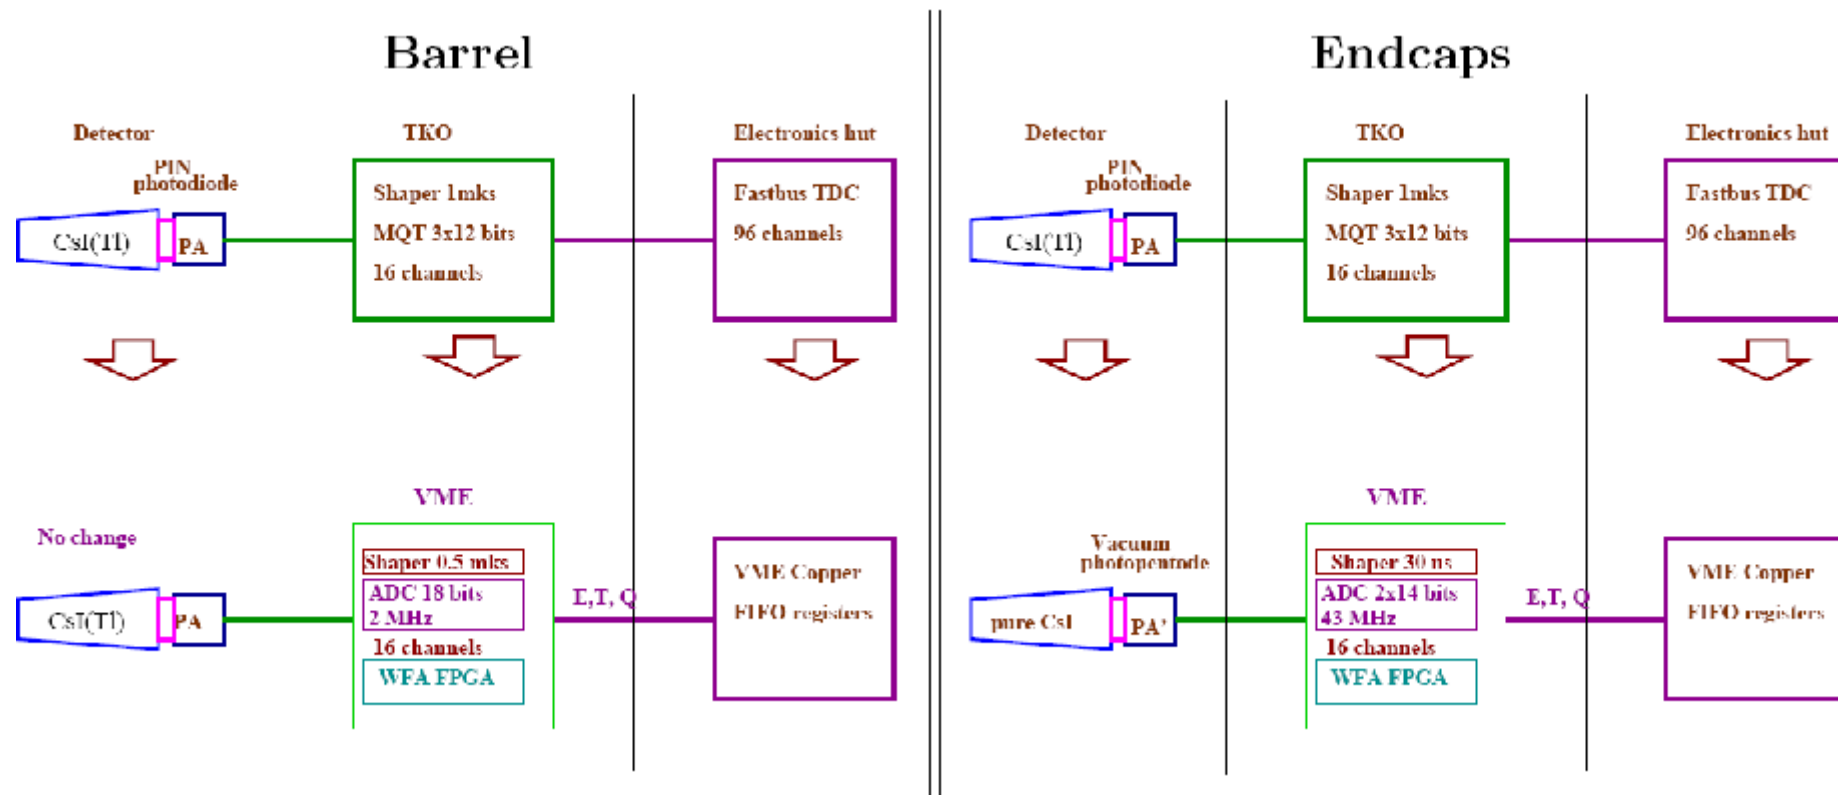 Barrel
Detector
TKO
Electronics hut
PIN
photodiode
CsI(Tl)
PA
Shaper 1mks
MQT 3x12 bits
16 channels
Fastbus TDC
96 channels
No change
VME
CsI(Tl)
PA
Shaper 0.5 mks
ADC 18 bits
2 MHz
16 channels
WFA FPGA
E,T, Q
VME Copper
FIFO registers
Endcaps
Detector
TKO
Electronics hut
PIN
photodiode
CsI(Tl)
PA
Shaper 1mks
MQT 3x12 bits
16 channels
Fastbus TDC
96 channels
Vacuum
photopentode
VME
pure CsI
PA'
Shaper 30 ns
ADC 2x14 bits
43 MHz
16 channels
WFA FPGA
E,T, Q
VME Copper
FIFO registers